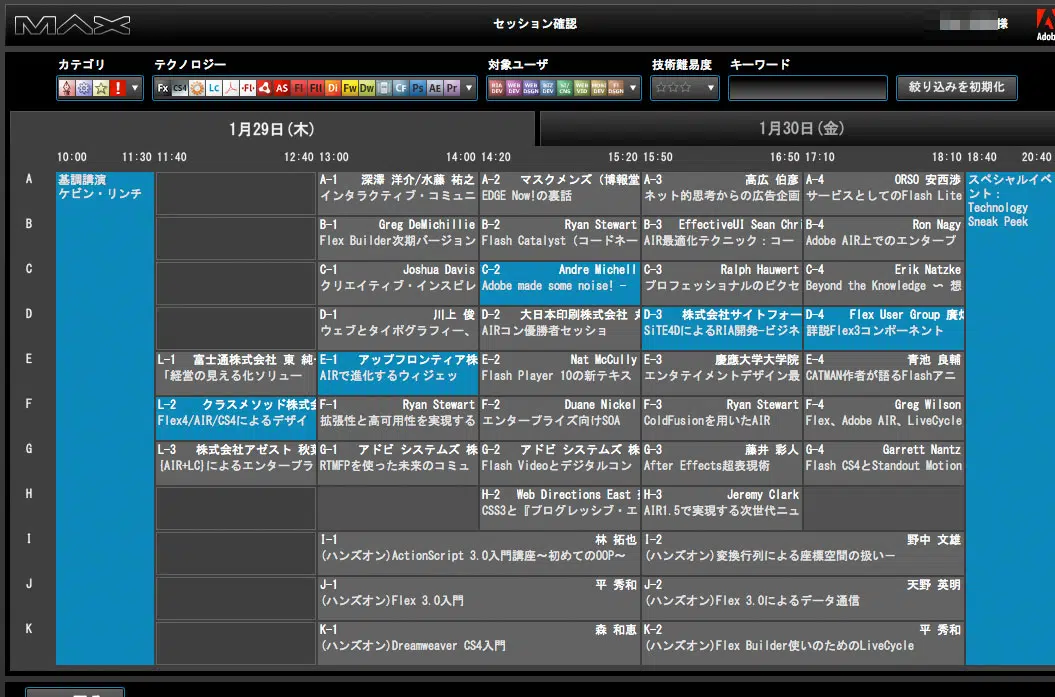 MAX
セッション確認
様
Adob
カテゴリ
テクノロジー
対象ユーザ
技術難易度
キーワード
絞り込みを初期化
1月29日(木)
1月30日(金)
10:00 11:30 11:40 12:40 13:00 14:00 14:20 15:20 15:50 16:50 17:10 18:10 18:40 20:40
基調講演
ケビン・リンチ
スペシャルイベ
ント:
Technology
Sneak Peek
A
A-1 深澤 洋介/水藤 祐之
インタラクティブ・コミュニ
A-2 マスクメンズ (博報堂
EDGE Now!の裏話
A-3 高広 伯彦
ネット的思考からの広告企画
A-4 ORSO 安西渉
サービスとしてのFlash Lite
B
B-1 Greg DeMichillie
Flex Builder次期バージョン
B-2 Ryan Stewart
Flash Catalyst (コードネー
B-3 EffectiveUI Sean Chri
AIR最適化テクニック:コー
B-4 Ron Nagy
Adobe AIR上でのエンタープ
C
C-1 Joshua Davis
クリエイティブ・インスピレ
C-2 Andre Michell
Adobe made some noise! -
C-3 Ralph Hauwert
プロフェッショナルのピクセ
C-4 Erik Natzke
Beyond the Knowledge 〜 想
D
D-1 川上 俊
ウェブとタイポグラフィー、
D-2 大日本印刷株式会社
AIRコン優勝者セッショ
D-3 株式会社サイトフォー
SiTE4DによるRIA開発-ビジネ
D-4 Flex User Group
詳説Flex3コンポーネント
E
L-1 富士通株式会社 東 純
「経営の見える化ソリュー
E-1 アップフロンティア株
AIRで進化するウィジェッ
E-2 Nat McCully
Flash Player 10の新テキス
E-3 慶應大学大学院
エンタテイメントデザイン最
E-4 青池 良輔
CATMAN作者が語るFlashアニ
F
L-2 クラスメソッド株式会
Flex4/AIR/CS4によるデザイ
F-1 Ryan Stewart
拡張性と高可用性を実現する
F-2 Duane Nickel
エンタープライズ向けSOA
F-3 Ryan Stewart
ColdFusionを用いたAIR
F-4 Greg Wilson
Flex、Adobe AIR、LiveCycle
G
L-3 株式会社アゼスト 秋
{AIR+LC}によるエンタープラ
G-1 アドビ システムズ 株
RTMFPを使った未来のコミュ
G-2 アドビ システムズ 株
Flash Videoとデジタルコン
G-3 藤井 彩人
After Effects超表現術
G-4 Garrett Nantz
Flash CS4とStandout Motion
H
H-2 Web Directions East
CSS3と『プログレッシブ・エ
H-3 Jeremy Clark
AIR1.5で実現する次世代ニュ
I
I-1 林 拓也
(ハンズオン)ActionScript 3.0入門講座〜初めてのOOP〜
I-2 野中 文雄
(ハンズオン)変換行列による座標空間の扱い−
J
J-1 平 秀和
(ハンズオン)Flex 3.0入門
J-2 天野 英明
(ハンズオン)Flex 3.0によるデータ通信
K
K-1 森 和恵
(ハンズオン)Dreamweaver CS4入門
K-2 平 秀和
(ハンズオン)Flex Builder使いのためのLiveCycle